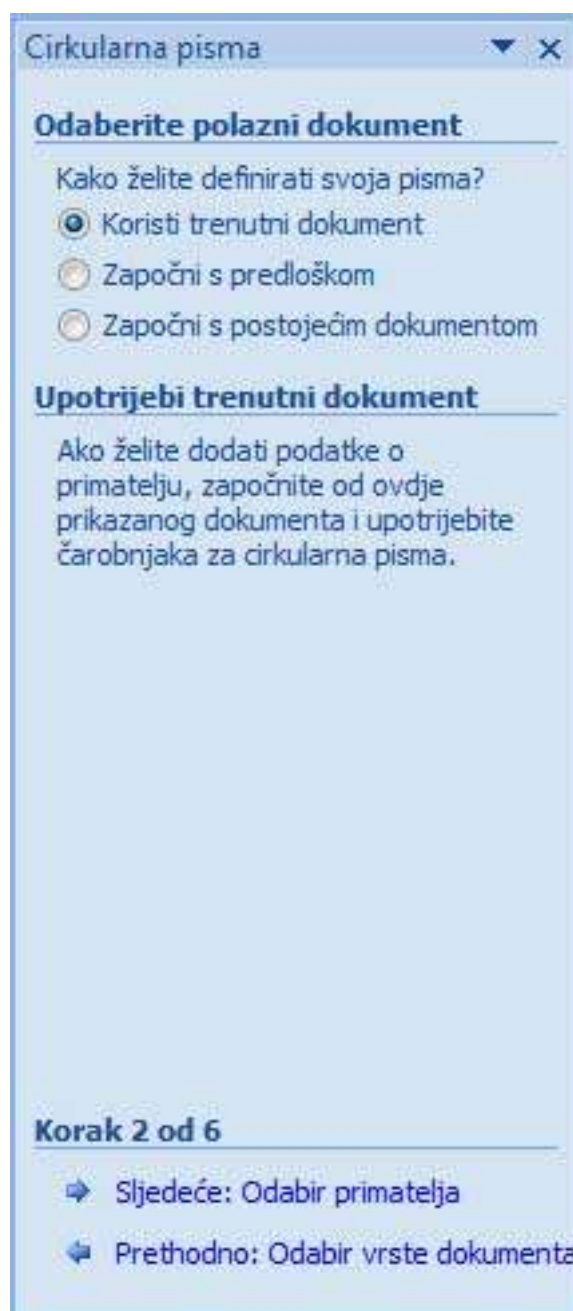 Cirkularna pisma
Odaberite polazni dokument
Kako želite definirati svoja pisma?
Koristi trenutni dokument
Započni s predloškom
Započni s postojećim dokumentom
Upotrijebi trenutni dokument
Ako želite dodati podatke o
primatelju, započnite od ovdje
prikazanog dokumenta i upotrijebite
čarobnjaka za cirkularna pisma.
Korak 2 od 6
Sljedeće: Odabir primatelja
Prethodno: Odabir vrste dokumenta